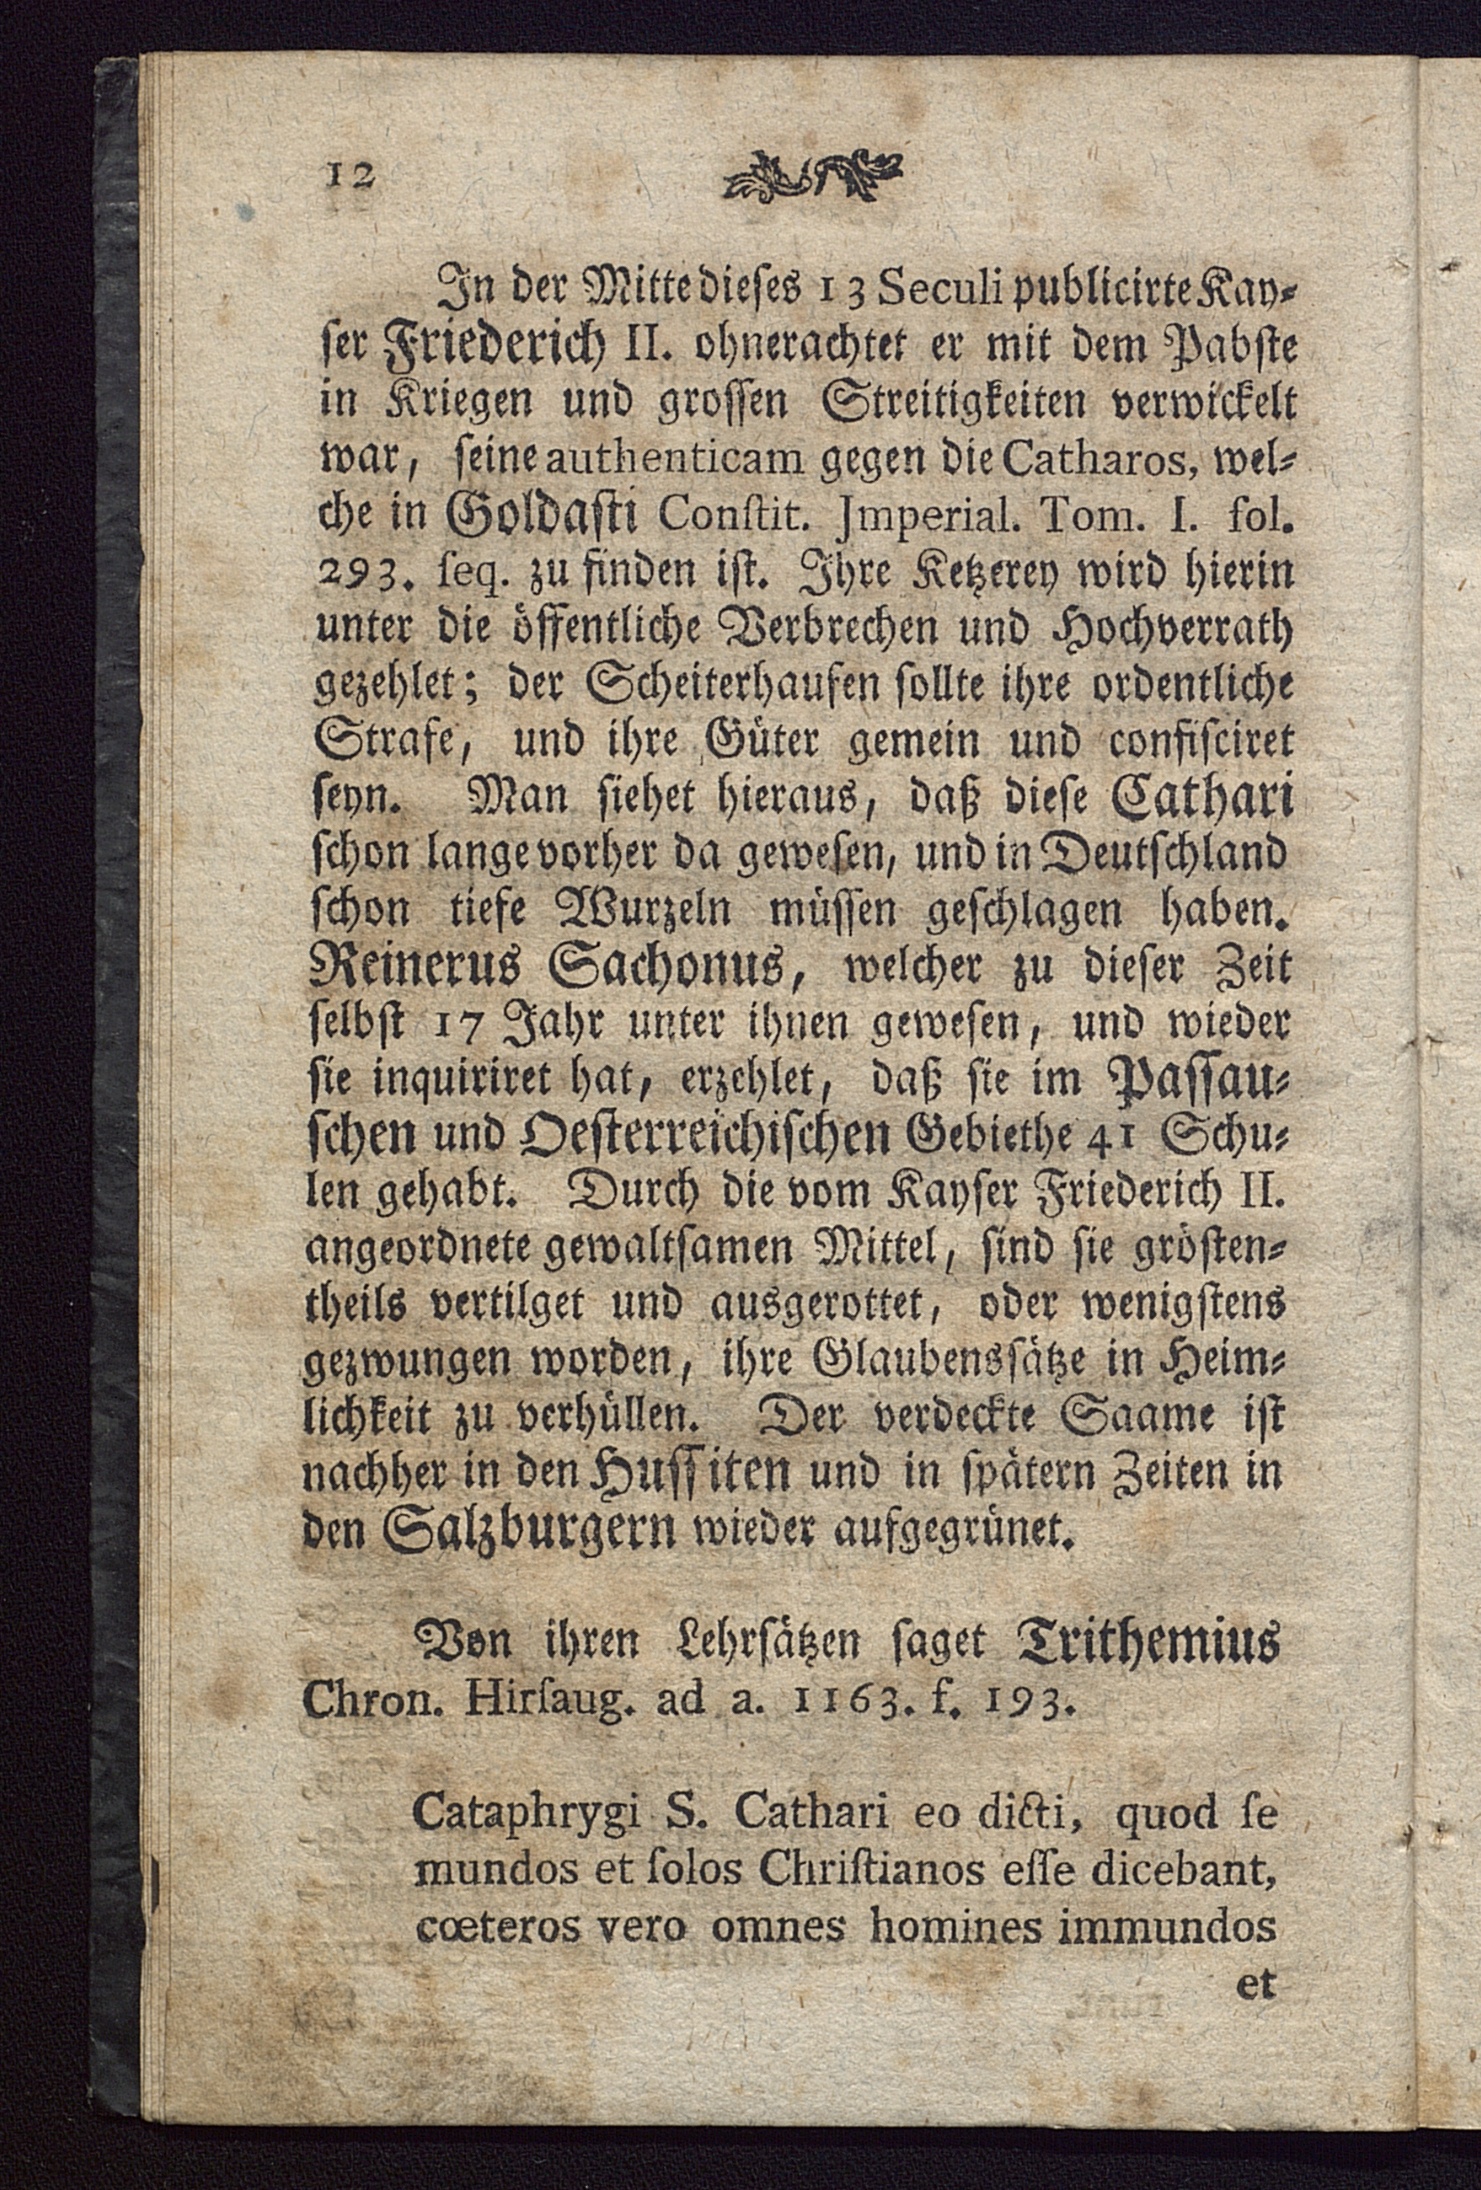 12
In der Mitte dieses 13 Seculi publicirte Kay⸗
ser Friederich II. ohnerachtet er mit dem Pabste
in Kriegen und grossen Streitigkeiten verwickelt
war, seine authenticam gegen die Catharos, wel⸗
che in Goldasti Conſtit. Jmperial. Tom. I. fol.
293. ſeq. zu finden ist. Ihre Ketzerey wird hierin
unter die öffentliche Verbrechen und Hochverrath
gezehlet; der Scheiterhaufen sollte ihre ordentliche
Strafe, und ihre Güter gemein und confisciret
seyn. Man siehet hieraus, daß diese Cathari
schon lange vorher da gewesen, und in Deutschland
schon tiefe Wurzeln müssen geschlagen haben.
Reinerus Sachonus, welcher zu dieser Zeit
selbst 17 Jahr unter ihnen gewesen, und wieder
sie inquiriret hat, erzehlet, daß sie im Passau⸗
schen und Oesterreichischen Gebiethe 41 Schu⸗
len gehabt. Durch die vom Kayser Friederich II.
angeordnete gewaltsamen Mittel, sind sie grösten⸗
theils vertilget und ausgerottet, oder wenigstens
gezwungen worden, ihre Glaubenssätze in Heim⸗
lichkeit zu verhüllen. Der verdeckte Saame ist
nachher in den Hussiten und in spätern Zeiten in
den Salzburgern wieder aufgegrünet.
Von ihren Lehrsätzen saget Trithemius
Chron. Hirſaug. ad a. 1163. f. 193.
Cataphrygi S. Cathari eo dicti, quod ſe
mundos et ſolos Chriſtianos eſſe dicebant,
cœteros vero omnes homines immundos
et